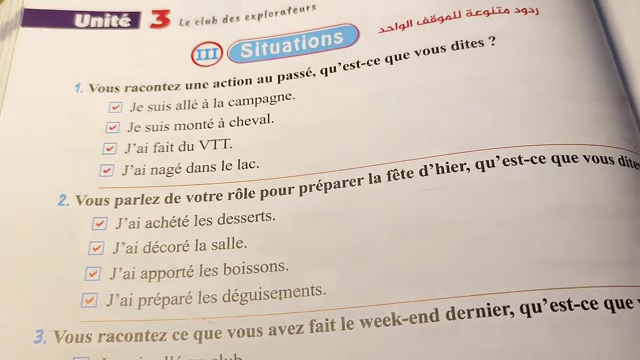 Unité 3 Le club des explorateurs
ردود متنوعة للموقف الواحد
III Situations
1. Vous racontez une action au passé, qu'est-ce que vous dites ?
Je suis allé à la campagne.
Je suis monté à cheval.
J'ai fait du VTT.
J'ai nagé dans le lac.
2. Vous parlez de votre rôle pour préparer la fête d'hier, qu'est-ce que vous dites
J'ai achété les desserts.
J'ai décoré la salle.
J'ai apporté les boissons.
J'ai préparé les déguisements.
3. Vous racontez ce que vous avez fait le week-end dernier, qu'est-ce que